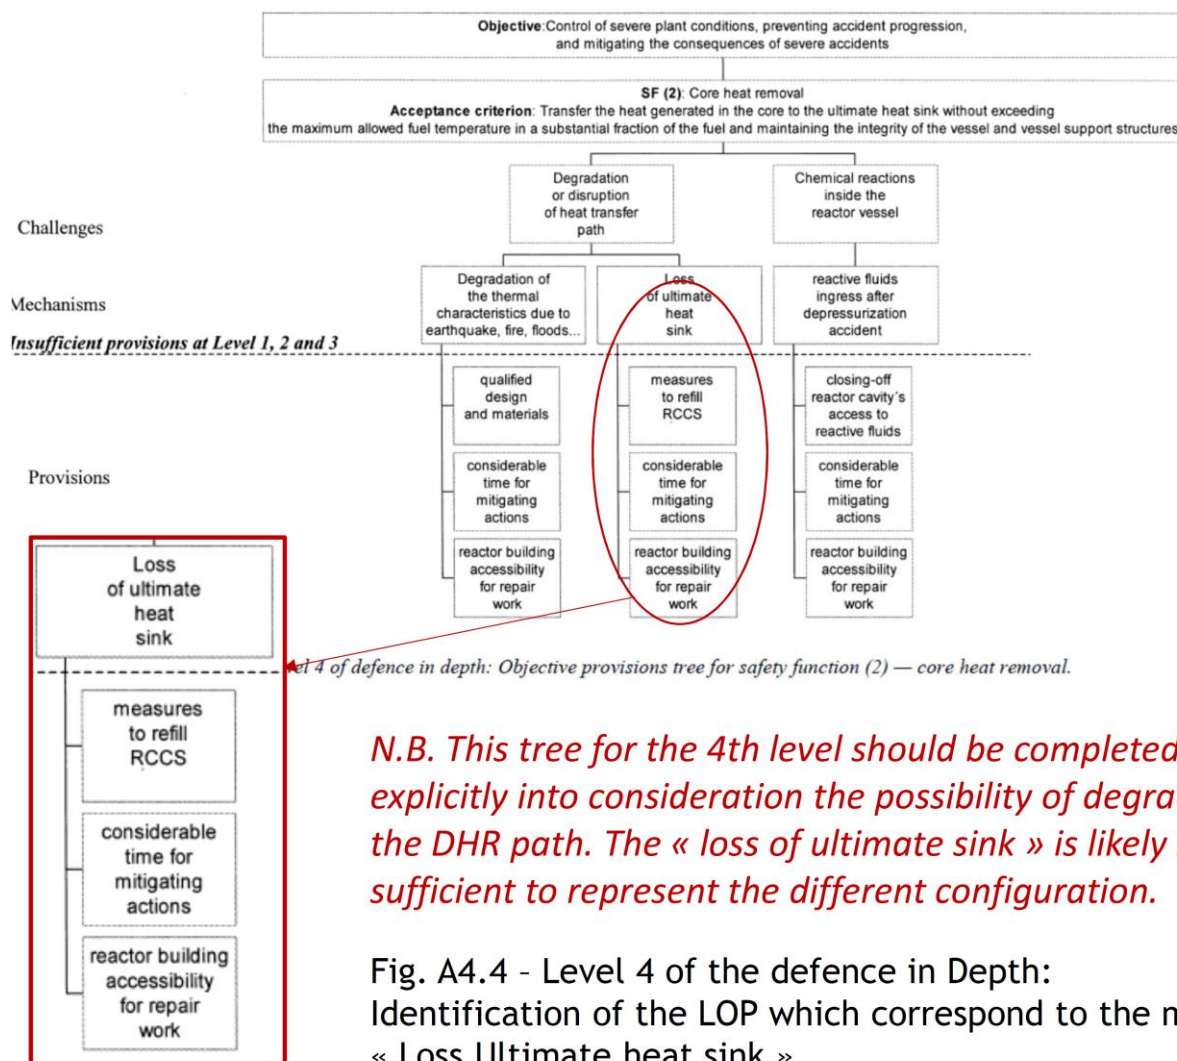 Objective:Control of severe plant conditions, preventing accident progression,
and mitigating the consequences of severe accidents
SF (2): Core heat removal
Acceptance criterion: Transfer the heat generated in the core to the ultimate heat sink without exceeding
the maximum allowed fuel temperature in a substantial fraction of the fuel and maintaining the integrity of the vessel and vessel support structures
Challenges
Degradation
or disruption
of heat transfer
path
Chemical reactions
inside the
reactor vessel
Mechanisms
Degradation of
the thermal
characteristics due to
earthquake, fire, floods...
Loss
of ultimate
heat
sink
reactive fluids
ingress after
depressurization
accident
Insufficient provisions at Level 1, 2 and 3
Provisions
qualified
design
and materials
considerable
time for
mitigating
actions
reactor building
accessibility
for repair
work
measures
to refill
RCCS
considerable
time for
mitigating
actions
reactor building
accessibility
for repair
work
closing-off
reactor cavity's
access to
reactive fluids
considerable
time for
mitigating
actions
reactor building
accessibility
for repair
work
Loss
of ultimate
heat
sink
measures
to refill
RCCS
considerable
time for
mitigating
actions
reactor building
accessibility
for repair
work
4 of defence in depth: Objective provisions tree for safety function (2) — core heat removal.
N.B. This tree for the 4th level should be completed
explicitly into consideration the possibility of
the DHR path. The « loss of ultimate sink » is likely
sufficient to represent the different configuration.
Fig. A4.4 - Level 4 of the defence in Depth:
Identification of the LOP which correspond to the
« Loss Ultimate heat sink »